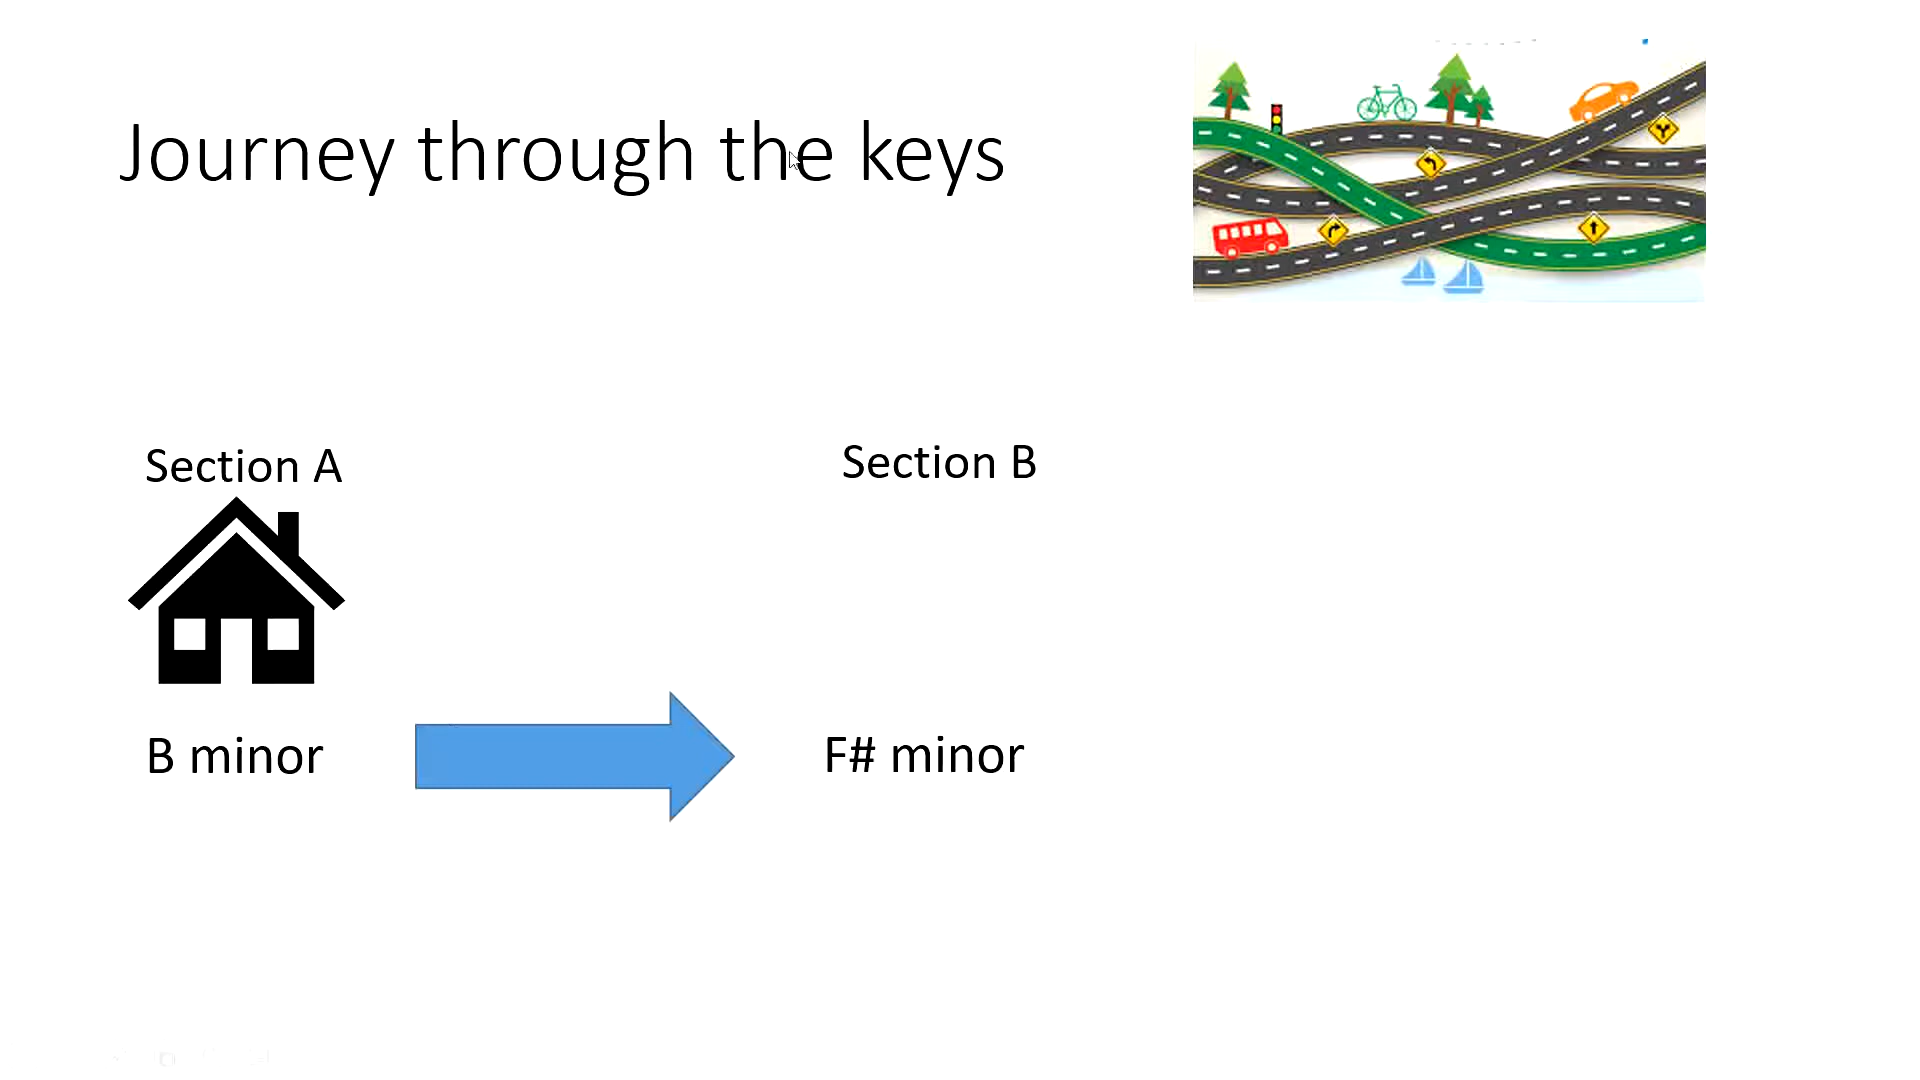 Journey through the keys
Section A
Section B
B minor
F# minor